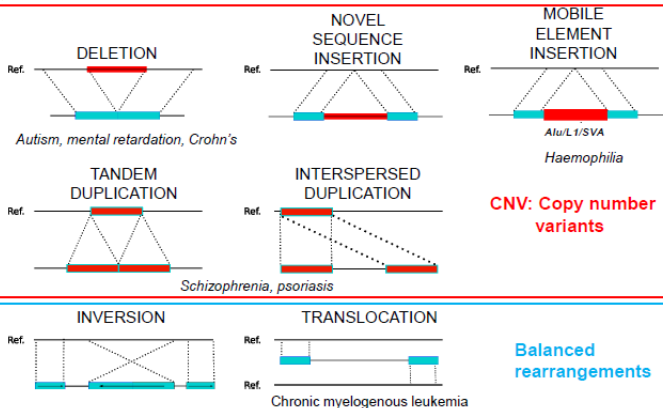 DELETION
Ref.
Autism, mental retardation, Crohn's
NOVEL
SEQUENCE
INSERTION
Ref.
MOBILE
ELEMENT
INSERTION
Ref.
Alu/L1/SVA
Haemophilia
TANDEM
DUPLICATION
Ref.
INTERSPERSED
DUPLICATION
Ref.
Schizophrenia, psoriasis
CNV: Copy number
variants
INVERSION
Ref.
TRANSLOCATION
Ref.
Ref.
Chronic myelogenous leukemia
Balanced
rearrangements